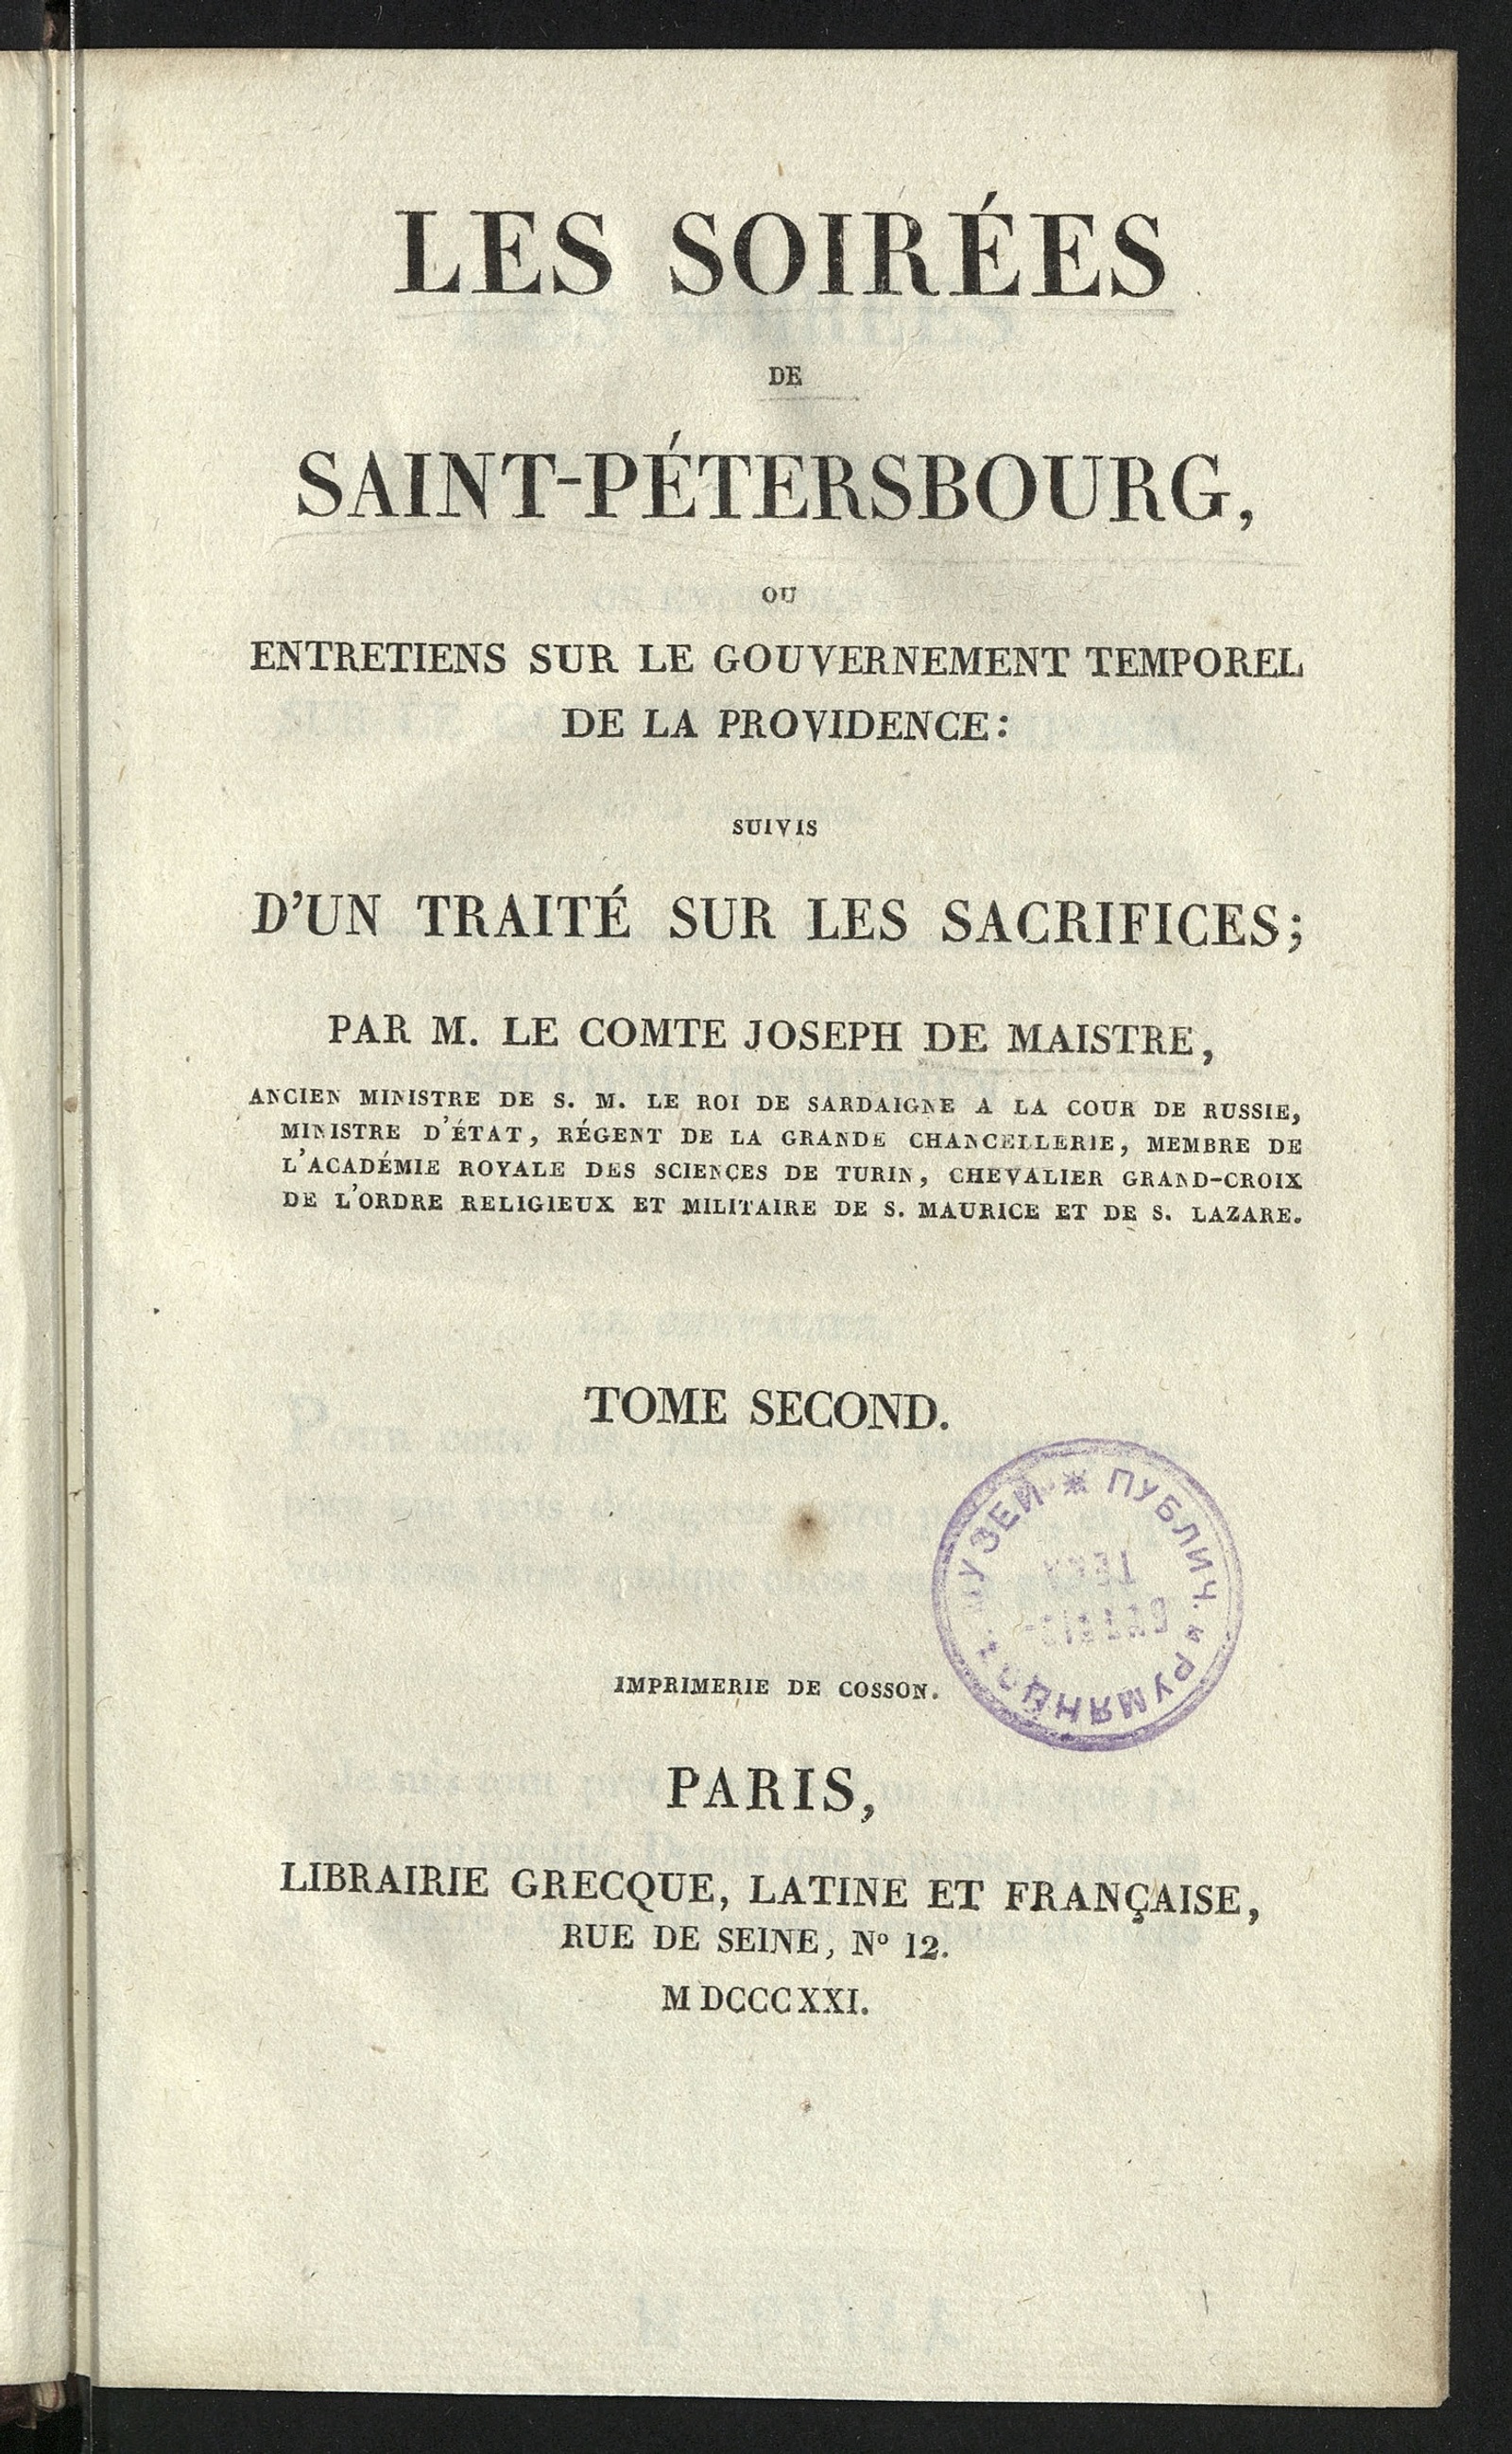 LES SOIRÉES
DE
SAINT-PÉTERSBOURG,
OU
ENTRETIENS SUR LE GOUVERNEMENT TEMPOREL
DE LA PROVIDENCE:
SUIVIS
D'UN TRAITÉ SUR LES SACRIFICES;
PAR M. LE COMTE JOSEPH DE MAISTRE,
ANCIEN MINISTRE DE S. M. LE ROI DE SARDAIGNE A LA COUR DE RUSSIE,
MINISTRE D'ÉTAT, RÉGENT DE LA GRANDE CHANCELLERIE, MEMBRE DE
L'ACADÉMIE ROYALE DES SCIENCES DE TURIN, CHEVALIER GRAND-CROIX
DE L'ORDRE RELIGIEUX ET MILITAIRE DE S. MAURICE ET DE S. LAZARE.
TOME SECOND.
ПУБЛИЧ. и РУМЯНЦОВ. МУЗЕЙ
IMPRIMERIE DE COSSON.
PARIS,
LIBRAIRIE GRECQUE, LATINE ET FRANÇAISE,
RUE DE SEINE, Nº 12.
M DCCCXXI.